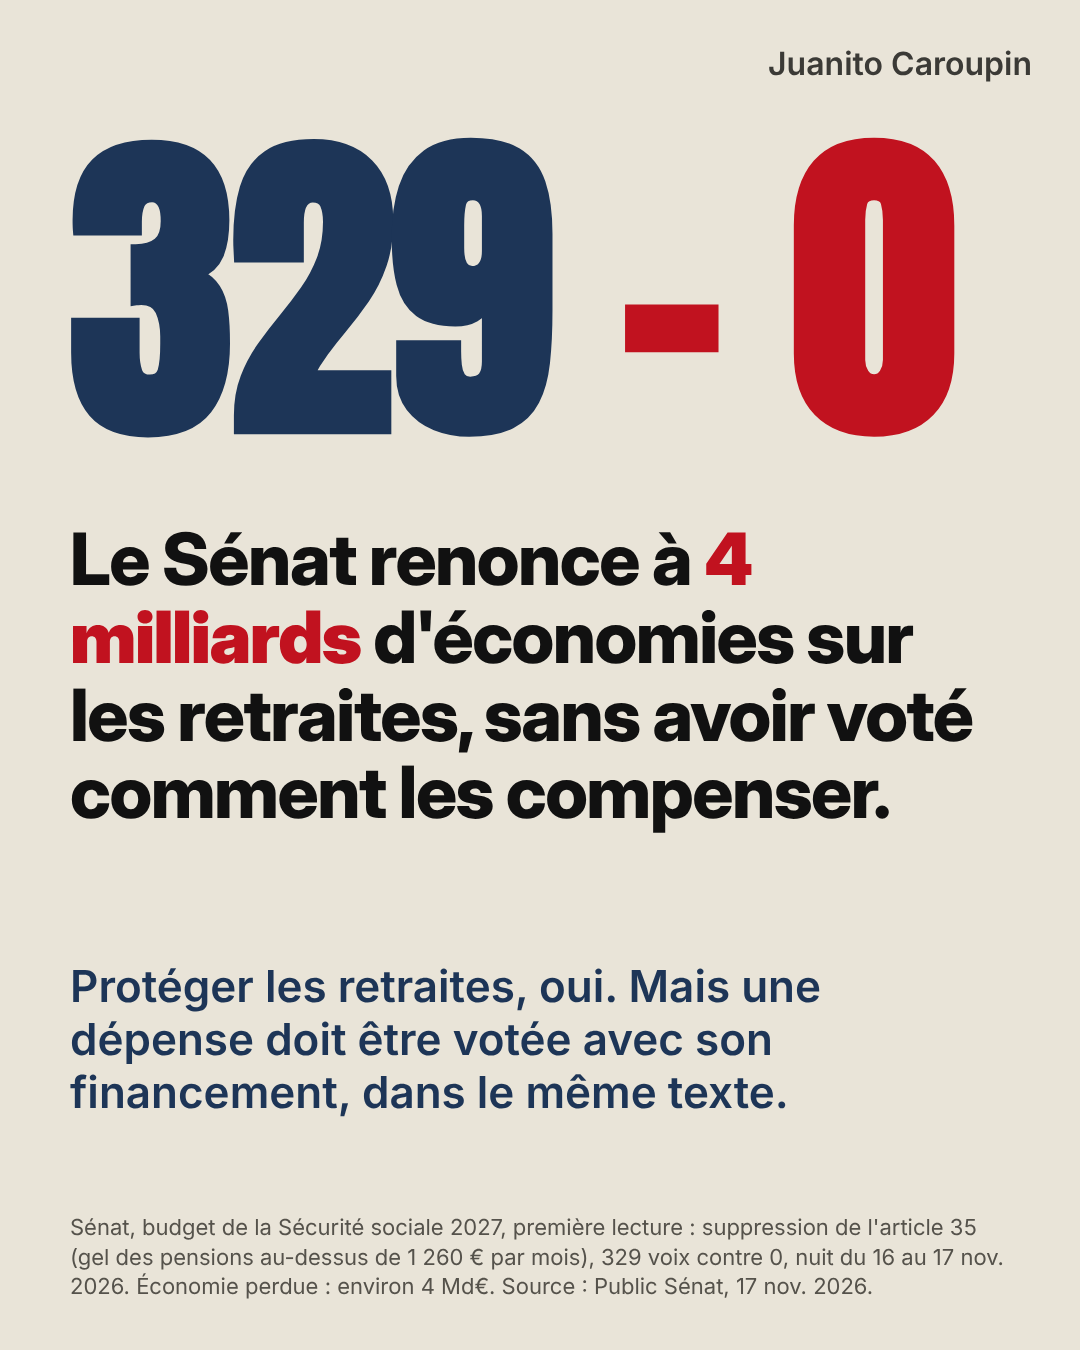 Juanito Caroupin
329 - 0
Le Sénat renonce à 4
milliards d'économies sur
les retraites, sans avoir voté
comment les compenser.
Protéger les retraites, oui. Mais une
dépense doit être votée avec son
financement, dans le même texte.
Sénat, budget de la Sécurité sociale 2027, première lecture : suppression de l'article 35
(gel des pensions au-dessus de 1 260 € par mois), 329 voix contre 0, nuit du 16 au 17 nov.
2026. Économie perdue : environ 4 Md€. Source : Public Sénat, 17 nov. 2026.